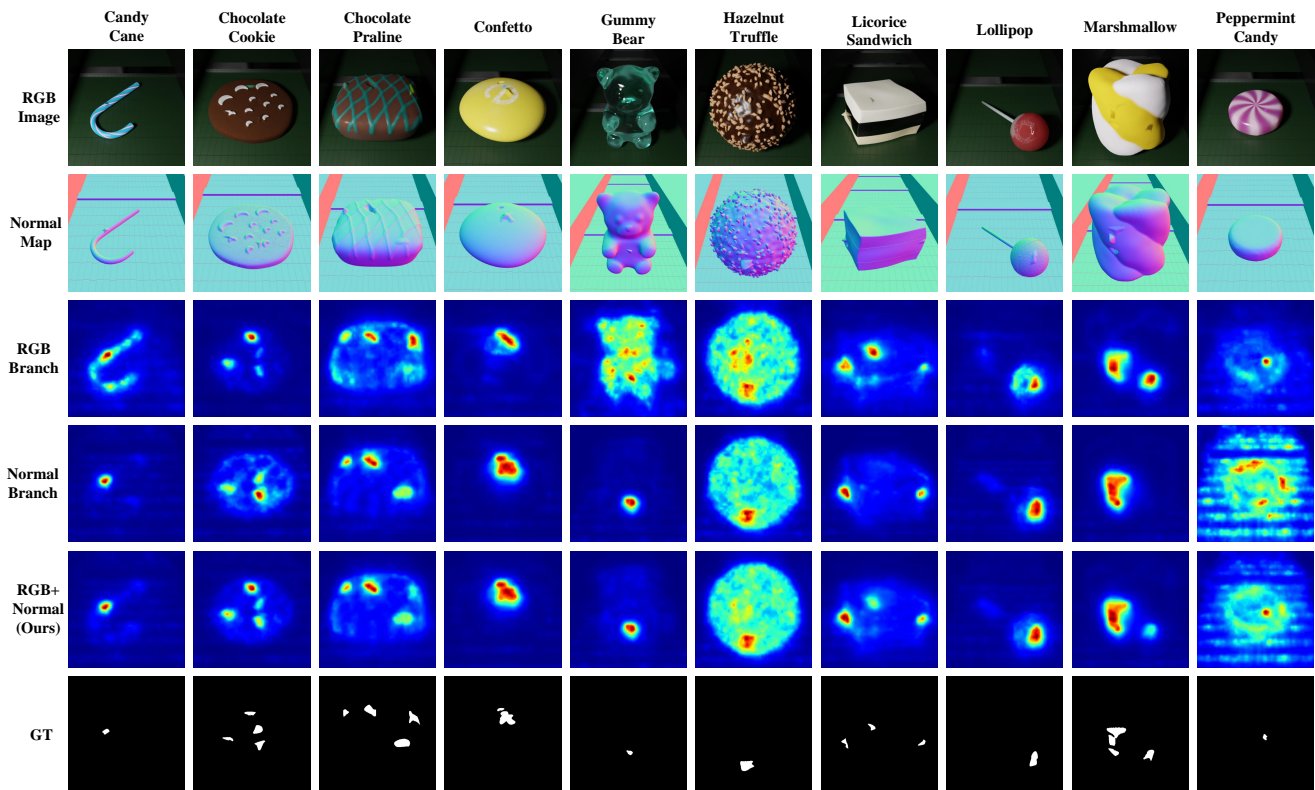 Candy
Cane
Chocolate
Cookie
Chocolate
Praline
Confetto
Gummy
Bear
Hazelnut
Truffle
Licorice
Sandwich
Lollipop
Marshmallow
Peppermint
Candy
RGB
Image
Normal
Map
RGB
Branch
Normal
Branch
RGB+
Normal
(Ours)
GT